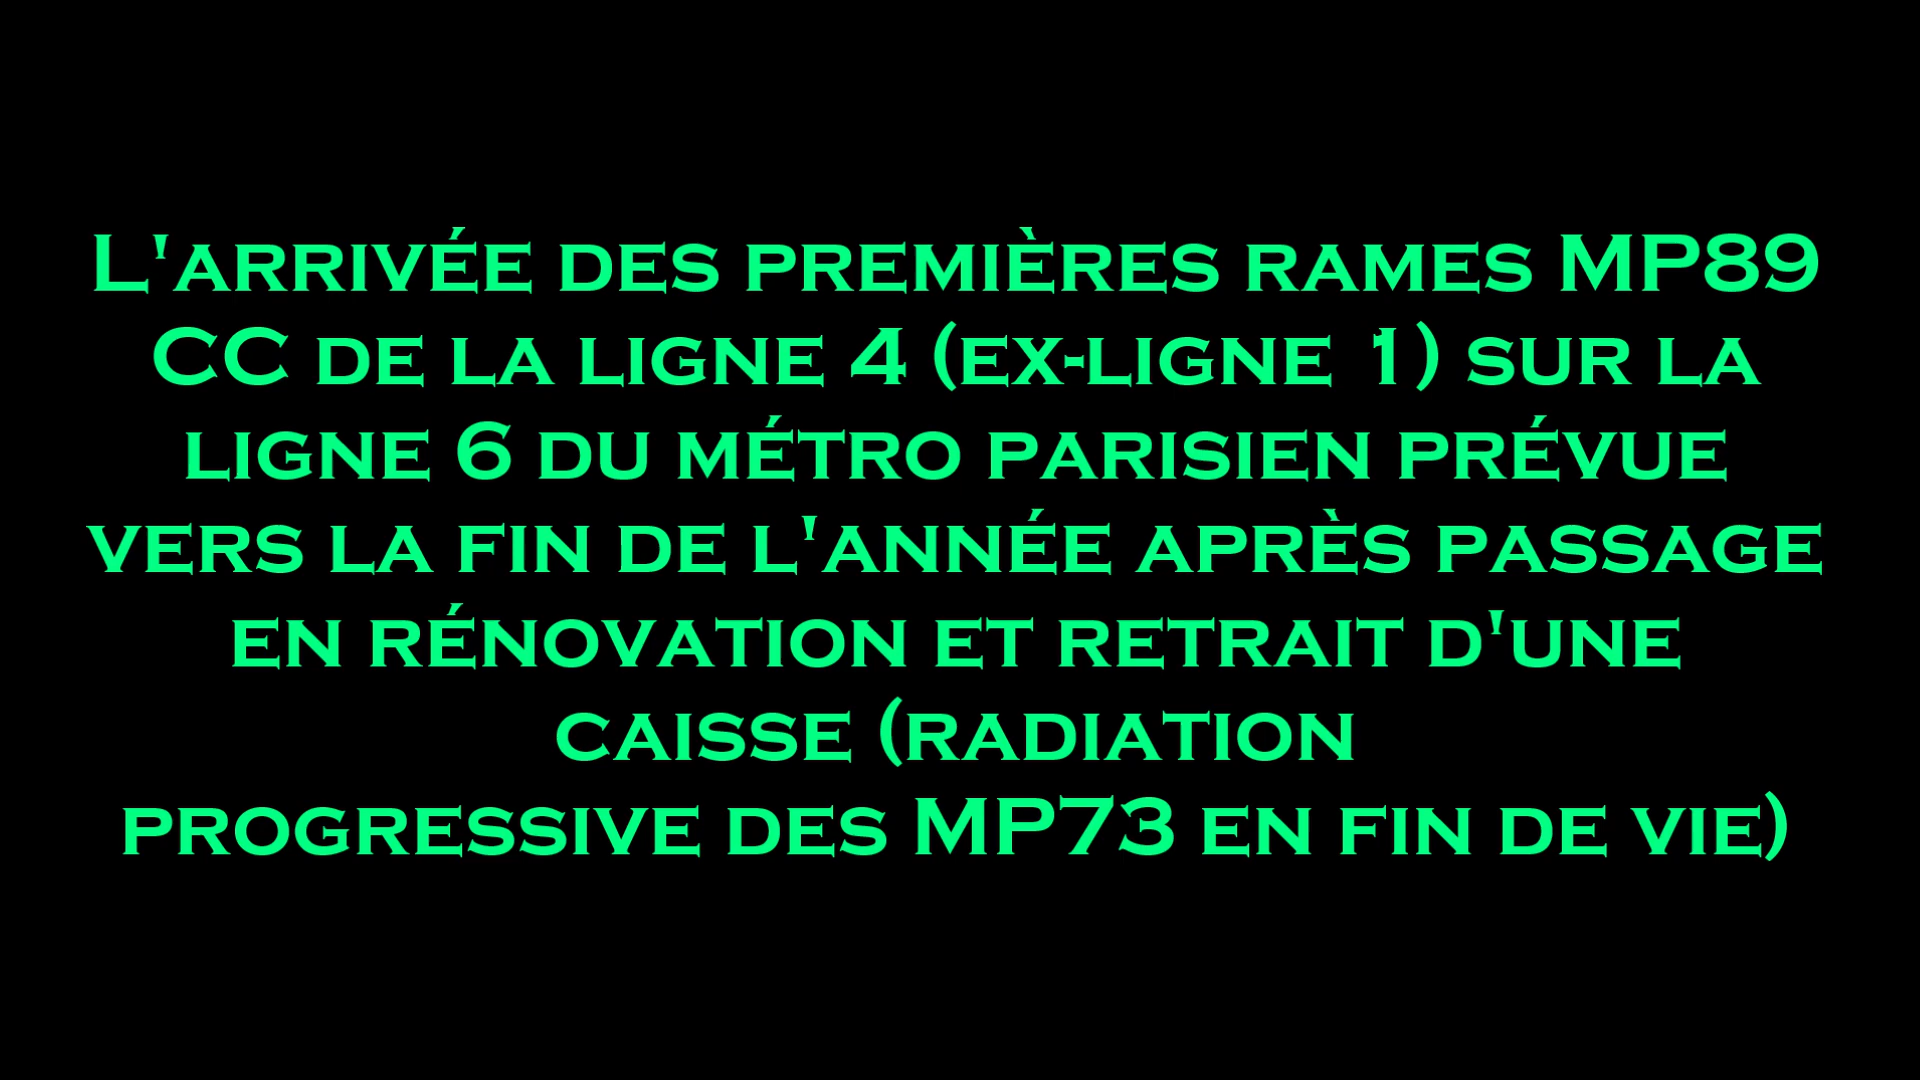 L'arrivée des premières rames MP89
CC de la ligne 4 (ex-ligne 1) sur la
ligne 6 du métro parisien prévue
vers la fin de l'année après passage
en rénovation et retrait d'une
caisse (radiation
progressive des MP73 en fin de vie)